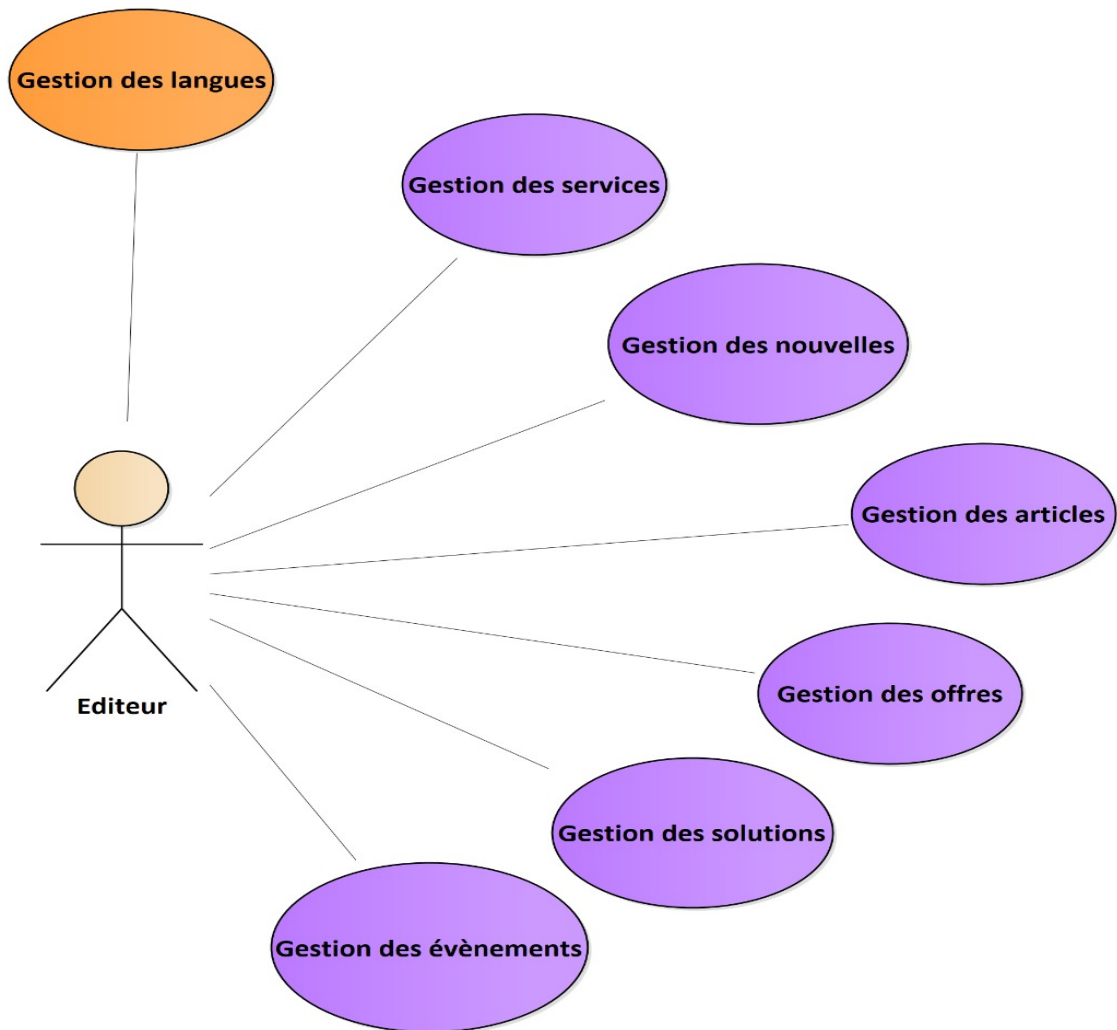 Gestion des langues
Gestion des services
Gestion des nouvelles
Gestion des articles
Gestion des offres
Editeur
Gestion des solutions
Gestion des évènements